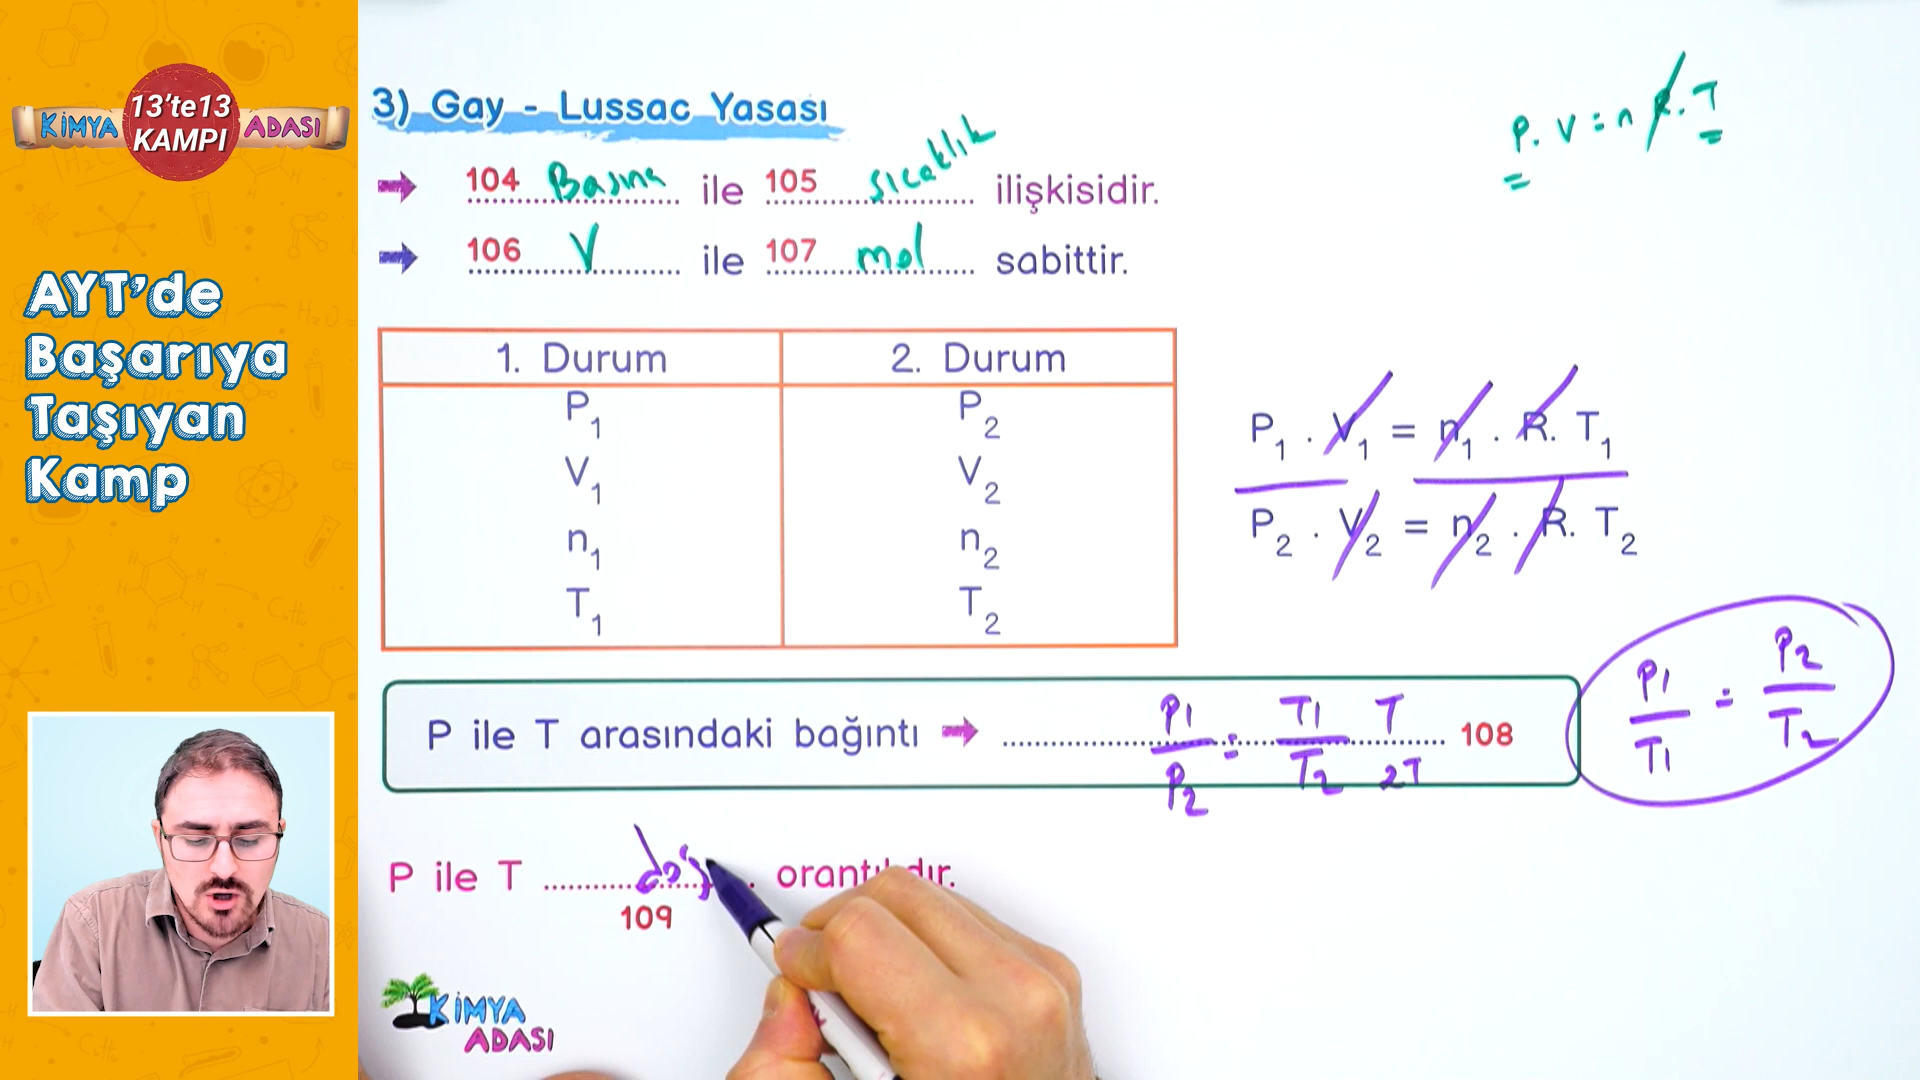 13'te13
KİMYA KAMPI ADASI
AYT'de
Başarıya
Taşıyan
Kamp
3) Gay - Lussac Yasası
P. V = n R. T
104 Basınç ile 105 sıcaklık ilişkisidir.
106 V ile 107 mol sabittir.
1. Durum 2. Durum
P1 P2
V1 V2
n1 n2
T1 T2
P1 . V1 = n1 . R. T1
P2 . V2 = n2 . R. T2
P ile T arasındaki bağıntı P1/P2 = T1/T2 T/2T 108
P1/T1 = P2/T2
P ile T doğ orantılıdır.
109
KİMYA
ADASI